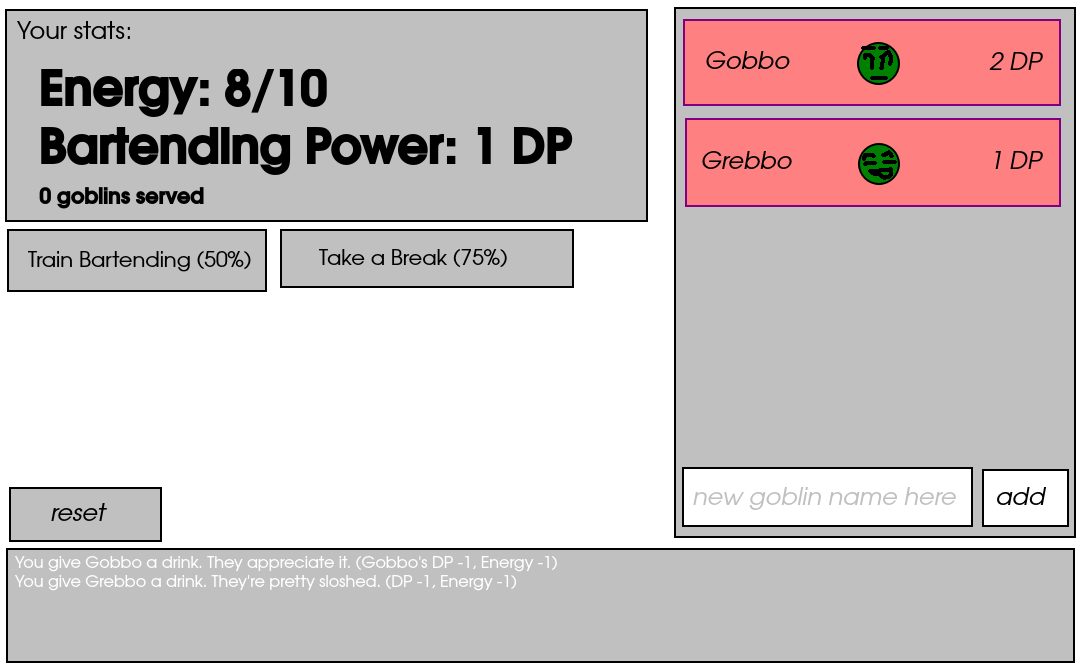 Your stats:
Energy: 8/10
Bartending Power: 1 DP
0 goblins served
Train Bartending (50%)
Take a Break (75%)
Gobbo 2 DP
Grebbo 1 DP
new goblin name here
add
reset
You give Gobbo a drink. They appreciate it. (Gobbo's DP -1, Energy -1)
You give Grebbo a drink. They're pretty sloshed. (DP -1, Energy -1)